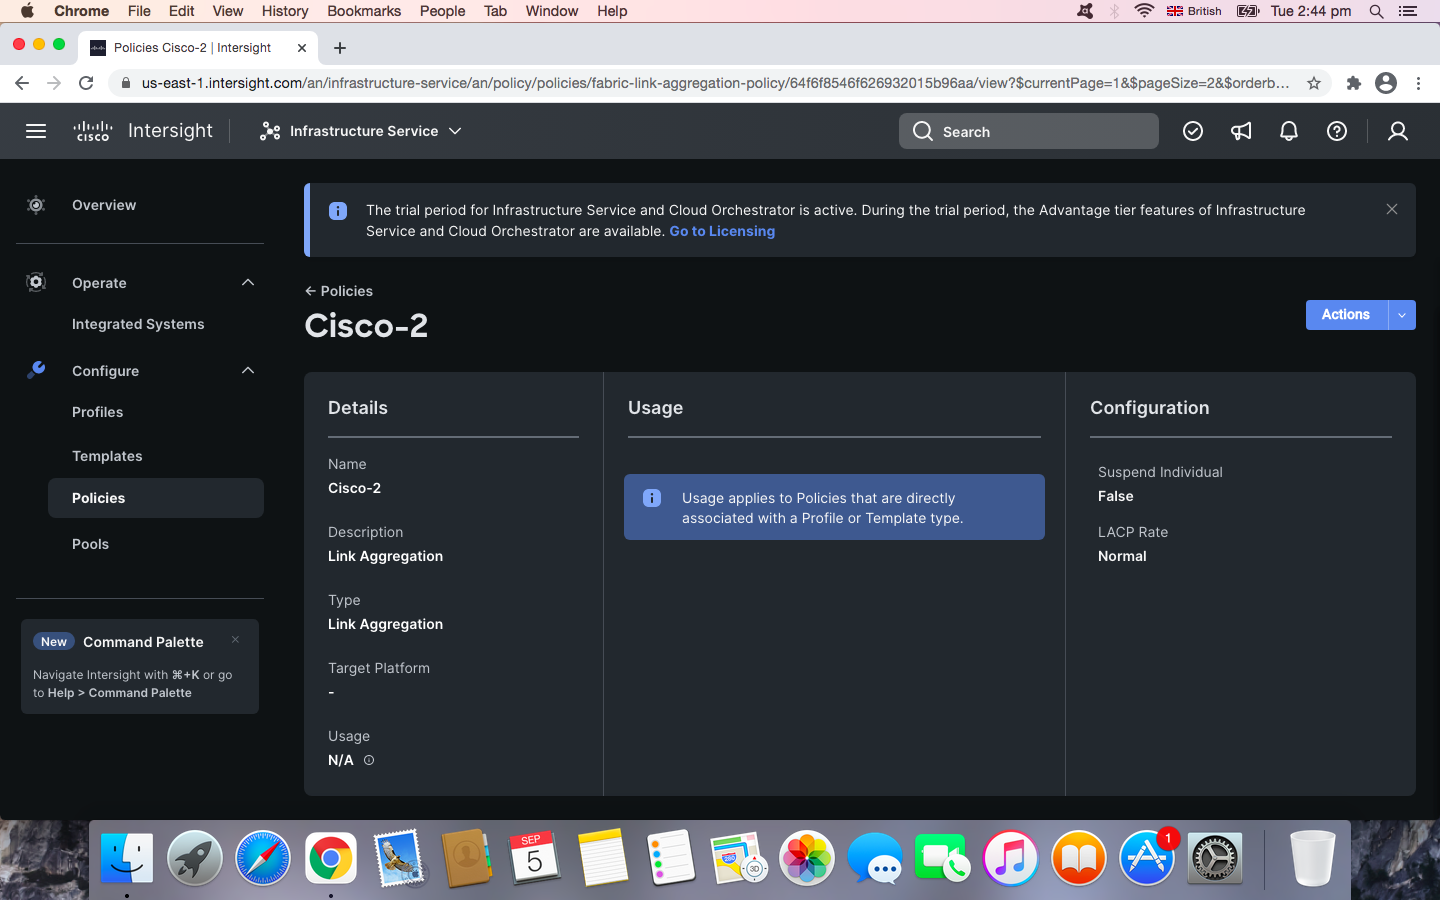 Chrome File Edit View History Bookmarks People Tab Window Help British Tue 2:44 pm
Policies Cisco-2 | Intersight
us-east-1.intersight.com/an/infrastructure-service/an/policy/policies/fabric-link-aggregation-policy/64f6f8546f626932015b96aa/view?$currentPage=1&$pageSize=2&$orderb...
cisco Intersight Infrastructure Service Search
Overview
Operate
Integrated Systems
Configure
Profiles
Templates
Policies
Pools
New Command Palette
Navigate Intersight with ⌘+K or go
to Help > Command Palette
The trial period for Infrastructure Service and Cloud Orchestrator is active. During the trial period, the Advantage tier features of Infrastructure
Service and Cloud Orchestrator are available. Go to Licensing
← Policies
Cisco-2
Actions
Details
Name
Cisco-2
Description
Link Aggregation
Type
Link Aggregation
Target Platform
-
Usage
N/A
Usage
Usage applies to Policies that are directly
associated with a Profile or Template type.
Configuration
Suspend Individual
False
LACP Rate
Normal
SEP
5
280
3D
1